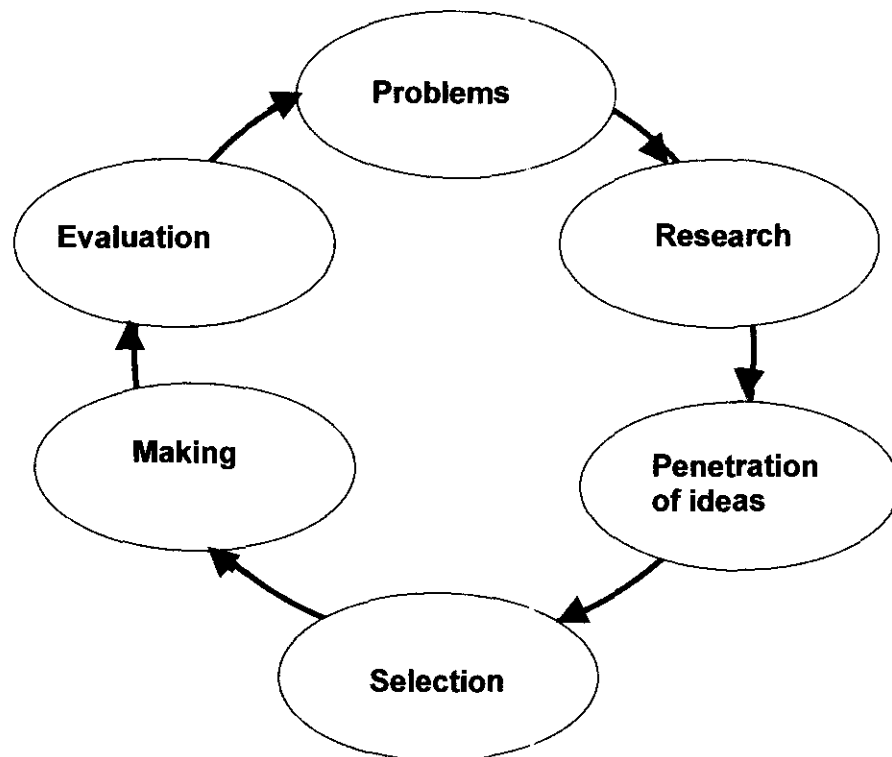 Problems
Research
Penetration
of ideas
Selection
Making
Evaluation